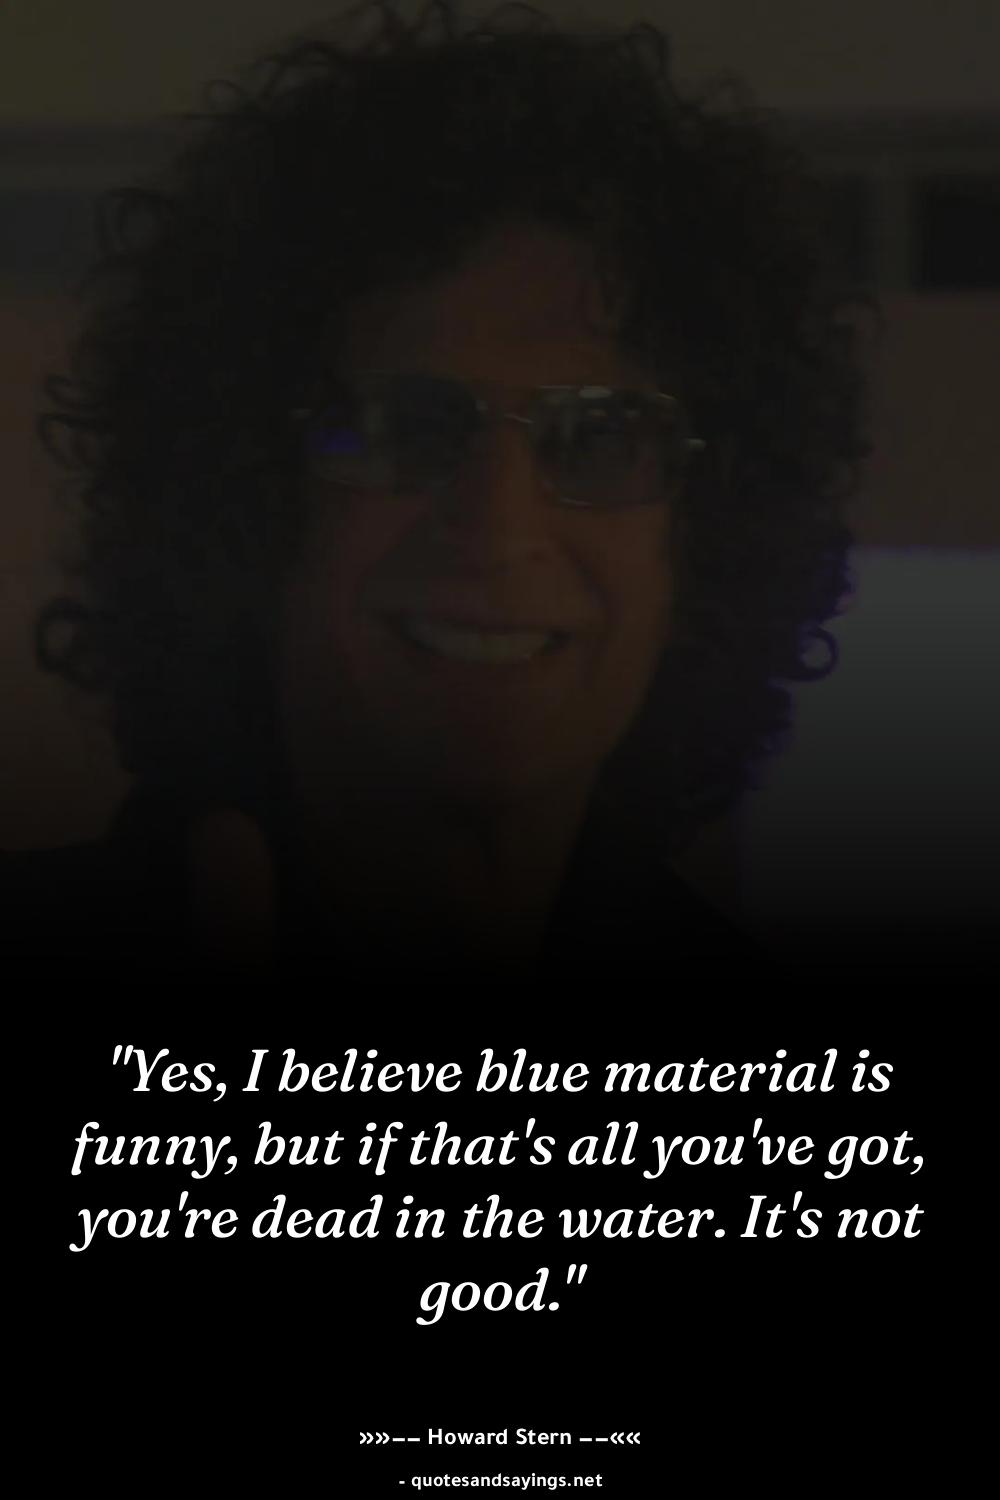 "Yes, I believe blue material is
funny, but if that's all you've got,
you're dead in the water. It's not
good."
»»−− Howard Stern −−««
- quotesandsayings.net